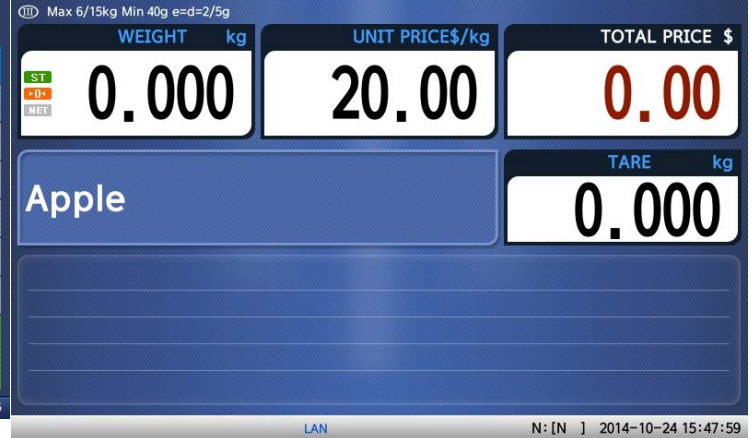 III Max 6/15kg Min 40g e=d=2/5g
WEIGHT kg
UNIT PRICE$/kg
TOTAL PRICE $
ST
▸0◂
NET
0.000
20.00
0.00
Apple
TARE kg
0.000
LAN
N:[N ] 2014-10-24 15:47:59